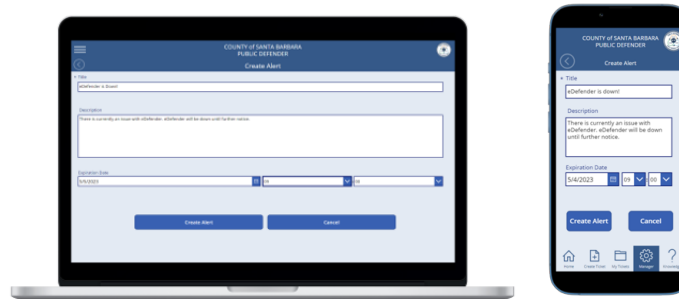 COUNTY of SANTA BARBARA
PUBLIC DEFENDER
Create Alert
* Title
eDefender is Down!
Description
There is currently an issue with eDefender. eDefender will be down until further notice.
Expiration Date
5/5/2023
Create Alert Cancel
COUNTY of SANTA BARBARA
PUBLIC DEFENDER
Create Alert
* Title
eDefender is down!
Description
There is currently an issue with
eDefender. eDefender will be down
until further notice.
Expiration Date
5/4/2023 09 : 00
Create Alert Cancel
Home Create Ticket My Tickets Manager